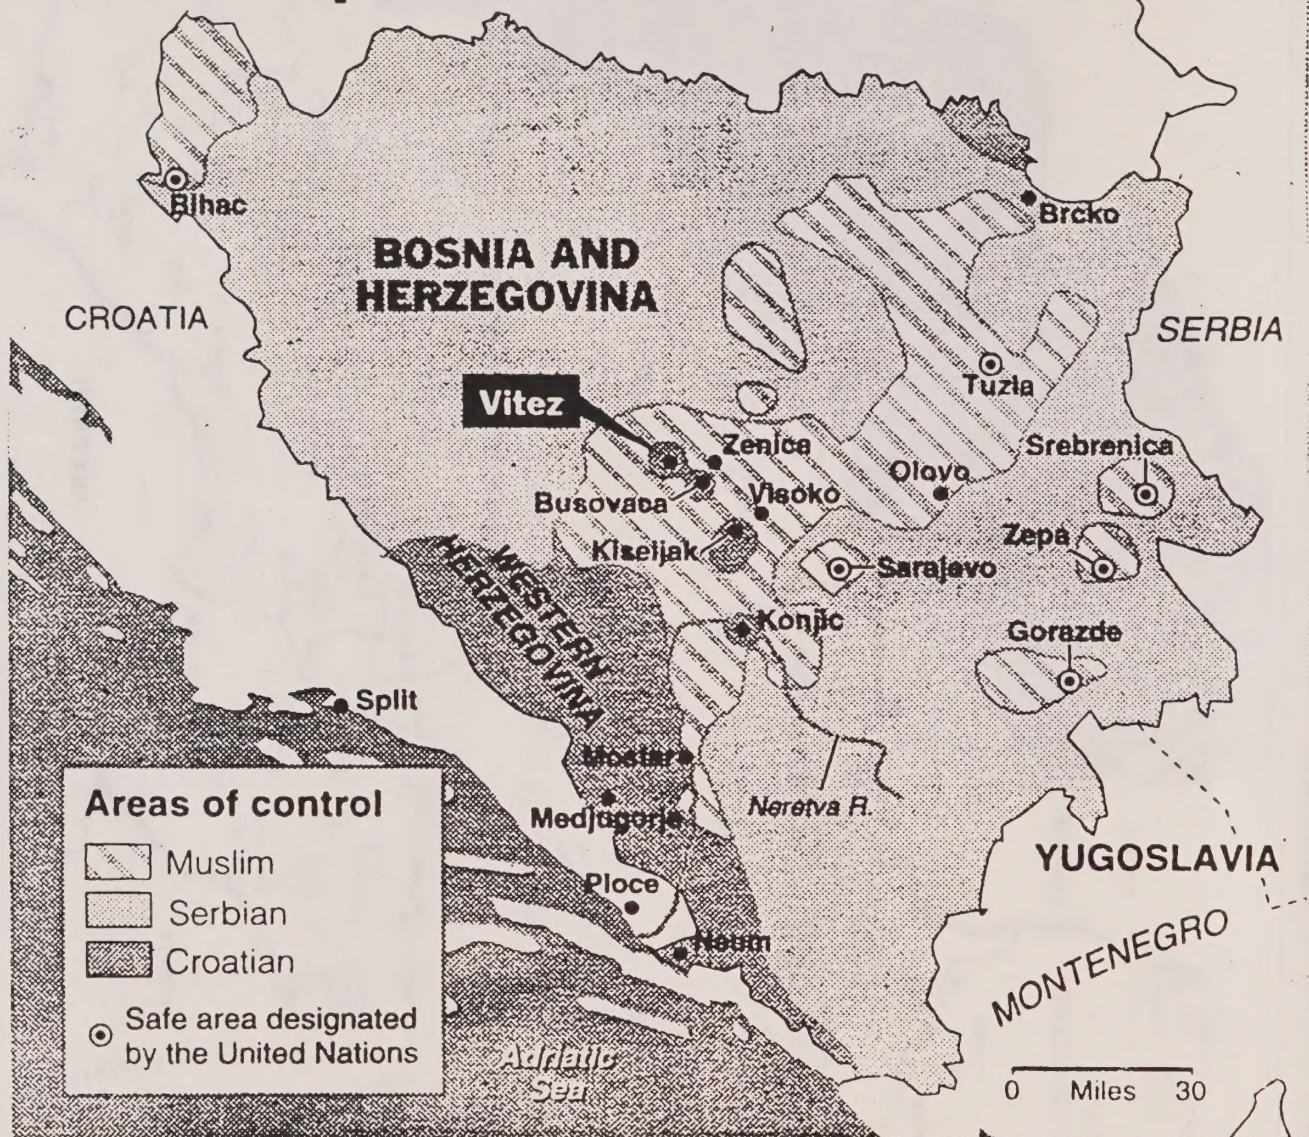 BOSNIA AND
HERZEGOVINA
CROATIA
SERBIA
Bihac
Brcko
Tuzla
Vitez
Zenica
Busovaca
Visoko
Olovo
Srebrenica
Kiseljak
Zepa
Sarajevo
WESTERN
HERZEGOVINA
Konjic
Gorazde
Split
Mostar
Neretva R.
Medjugorje
Ploce
Neum
YUGOSLAVIA
MONTENEGRO
Adriatic
Sea
Areas of control
Muslim
Serbian
Croatian
Safe area designated
by the United Nations
0 Miles 30